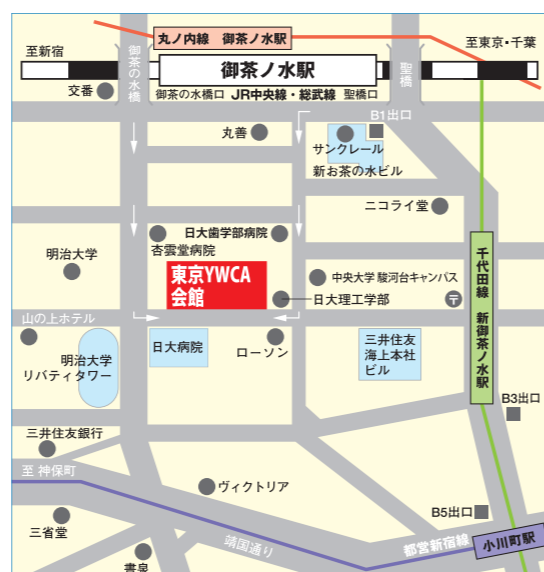 丸ノ内線 御茶ノ水駅
至新宿
至東京・千葉
御茶の水橋
御茶ノ水駅
聖橋
交番
御茶の水橋口 JR中央線・総武線 聖橋口
B1出口
丸善
サンクレール
新お茶の水ビル
ニコライ堂
日大歯学部病院
杏雲堂病院
明治大学
東京YWCA
会館
中央大学 駿河台キャンパス
日大理工学部
〒
千代田線 新御茶ノ水駅
山の上ホテル
日大病院
ローソン
三井住友
海上本社
ビル
明治大学
リバティタワー
B3出口
三井住友銀行
至 神保町
ヴィクトリア
三省堂
B5出口
靖国通り
都営新宿線
小川町駅
書泉